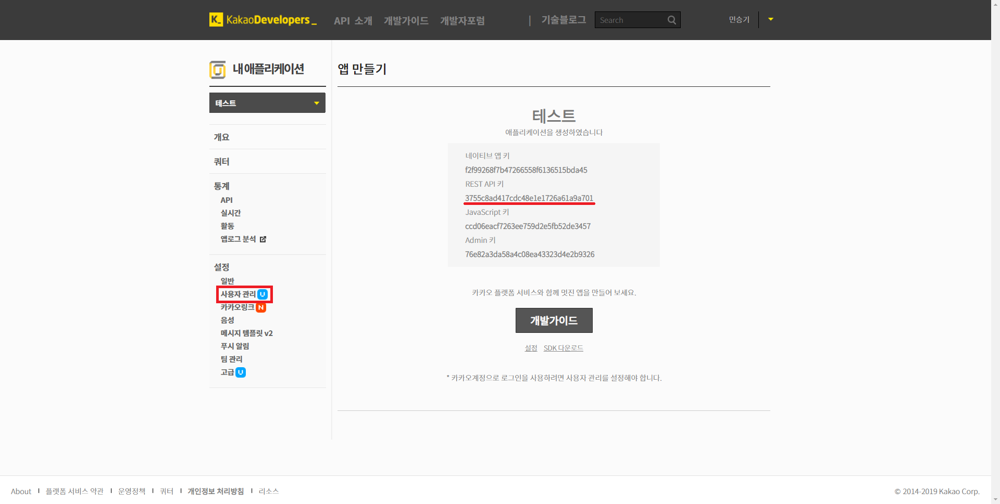 K_ KakaoDevelopers_ API 소개 개발가이드 개발자포럼 | 기술블로그 Search 민승기
내 애플리케이션
테스트
개요
쿼터
통계
API
실시간
활동
앱로그 분석
설정
일반
사용자 관리 U
카카오링크 N
음성
메시지 템플릿 v2
푸시 알림
팀 관리
고급 U
앱 만들기
테스트
애플리케이션을 생성하였습니다
네이티브 앱 키
f2f99268f7b47266558f6136515bda45
REST API 키
3755c8ad417cdc48e1e1726a61a9a701
JavaScript 키
ccd06eacf7263ee759d2e5fb52de3457
Admin 키
76e82a3da58a4c08ea43323d4e2b9326
카카오 플랫폼 서비스와 함께 멋진 앱을 만들어 보세요.
개발가이드
설정 SDK 다운로드
* 카카오계정으로 로그인을 사용하려면 사용자 관리를 설정해야 합니다.
About | 플랫폼 서비스 약관 | 운영정책 | 쿼터 | 개인정보 처리방침 | 리소스
© 2014-2019 Kakao Corp.